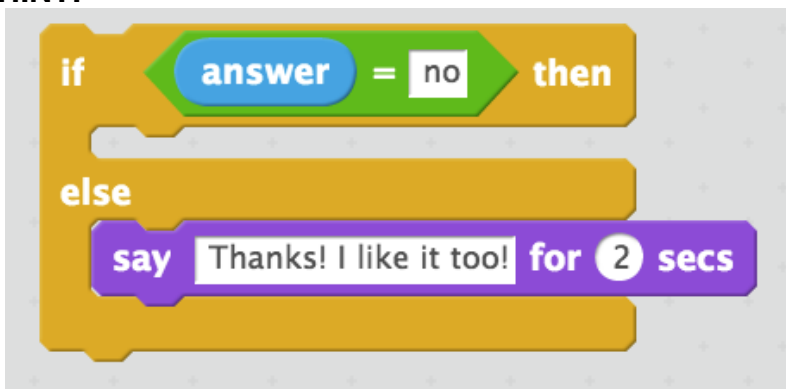 if answer = no then
else
say Thanks! I like it too! for 2 secs